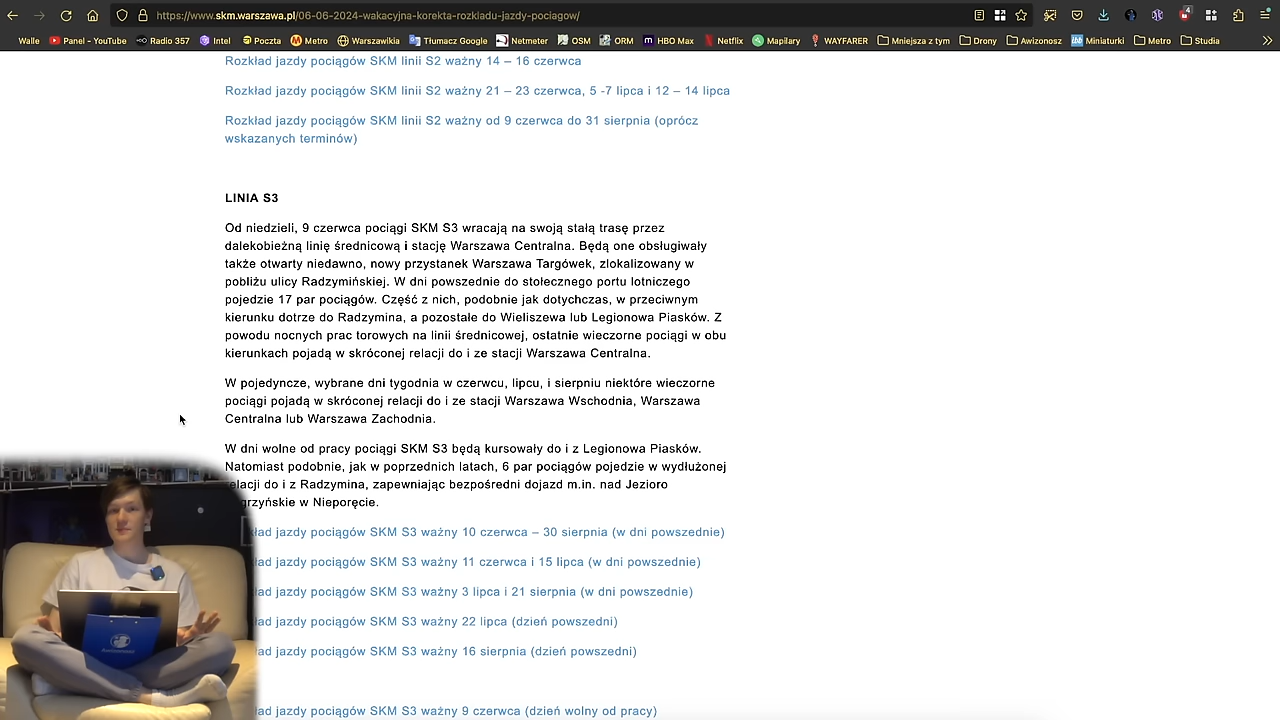 https://www.skm.warszawa.pl/06-06-2024-wakacyjna-korekta-rozkladu-jazdy-pociagow/
Walle Panel - YouTube Radio 357 Intel Poczta Metro Warszawikia Tłumacz Google Netmeter OSM ORM HBO Max Netflix Mapilary WAYFARER Mniejsza z tym Drony Awizonosz Miniaturki Metro Studia
Rozkład jazdy pociągów SKM linii S2 ważny 14 – 16 czerwca
Rozkład jazdy pociągów SKM linii S2 ważny 21 – 23 czerwca, 5 -7 lipca i 12 – 14 lipca
Rozkład jazdy pociągów SKM linii S2 ważny od 9 czerwca do 31 sierpnia (oprócz
wskazanych terminów)
LINIA S3
Od niedzieli, 9 czerwca pociągi SKM S3 wracają na swoją stałą trasę przez
dalekobieżną linię średnicową i stację Warszawa Centralna. Będą one obsługiwały
także otwarty niedawno, nowy przystanek Warszawa Targówek, zlokalizowany w
pobliżu ulicy Radzymińskiej. W dni powszednie do stołecznego portu lotniczego
pojedzie 17 par pociągów. Część z nich, podobnie jak dotychczas, w przeciwnym
kierunku dotrze do Radzymina, a pozostałe do Wieliszewa lub Legionowa Piasków. Z
powodu nocnych prac torowych na linii średnicowej, ostatnie wieczorne pociągi w obu
kierunkach pojadą w skróconej relacji do i ze stacji Warszawa Centralna.
W pojedyncze, wybrane dni tygodnia w czerwcu, lipcu, i sierpniu niektóre wieczorne
pociągi pojadą w skróconej relacji do i ze stacji Warszawa Wschodnia, Warszawa
Centralna lub Warszawa Zachodnia.
W dni wolne od pracy pociągi SKM S3 będą kursowały do i z Legionowa Piasków.
Natomiast podobnie, jak w poprzednich latach, 6 par pociągów pojedzie w wydłużonej
elacji do i z Radzymina, zapewniając bezpośredni dojazd m.in. nad Jezioro
grzyńskie w Nieporęcie.
ład jazdy pociągów SKM S3 ważny 10 czerwca – 30 sierpnia (w dni powszednie)
ład jazdy pociągów SKM S3 ważny 11 czerwca i 15 lipca (w dni powszednie)
ład jazdy pociągów SKM S3 ważny 3 lipca i 21 sierpnia (w dni powszednie)
ad jazdy pociągów SKM S3 ważny 22 lipca (dzień powszedni)
ad jazdy pociągów SKM S3 ważny 16 sierpnia (dzień powszedni)
ad jazdy pociągów SKM S3 ważny 9 czerwca (dzień wolny od pracy)